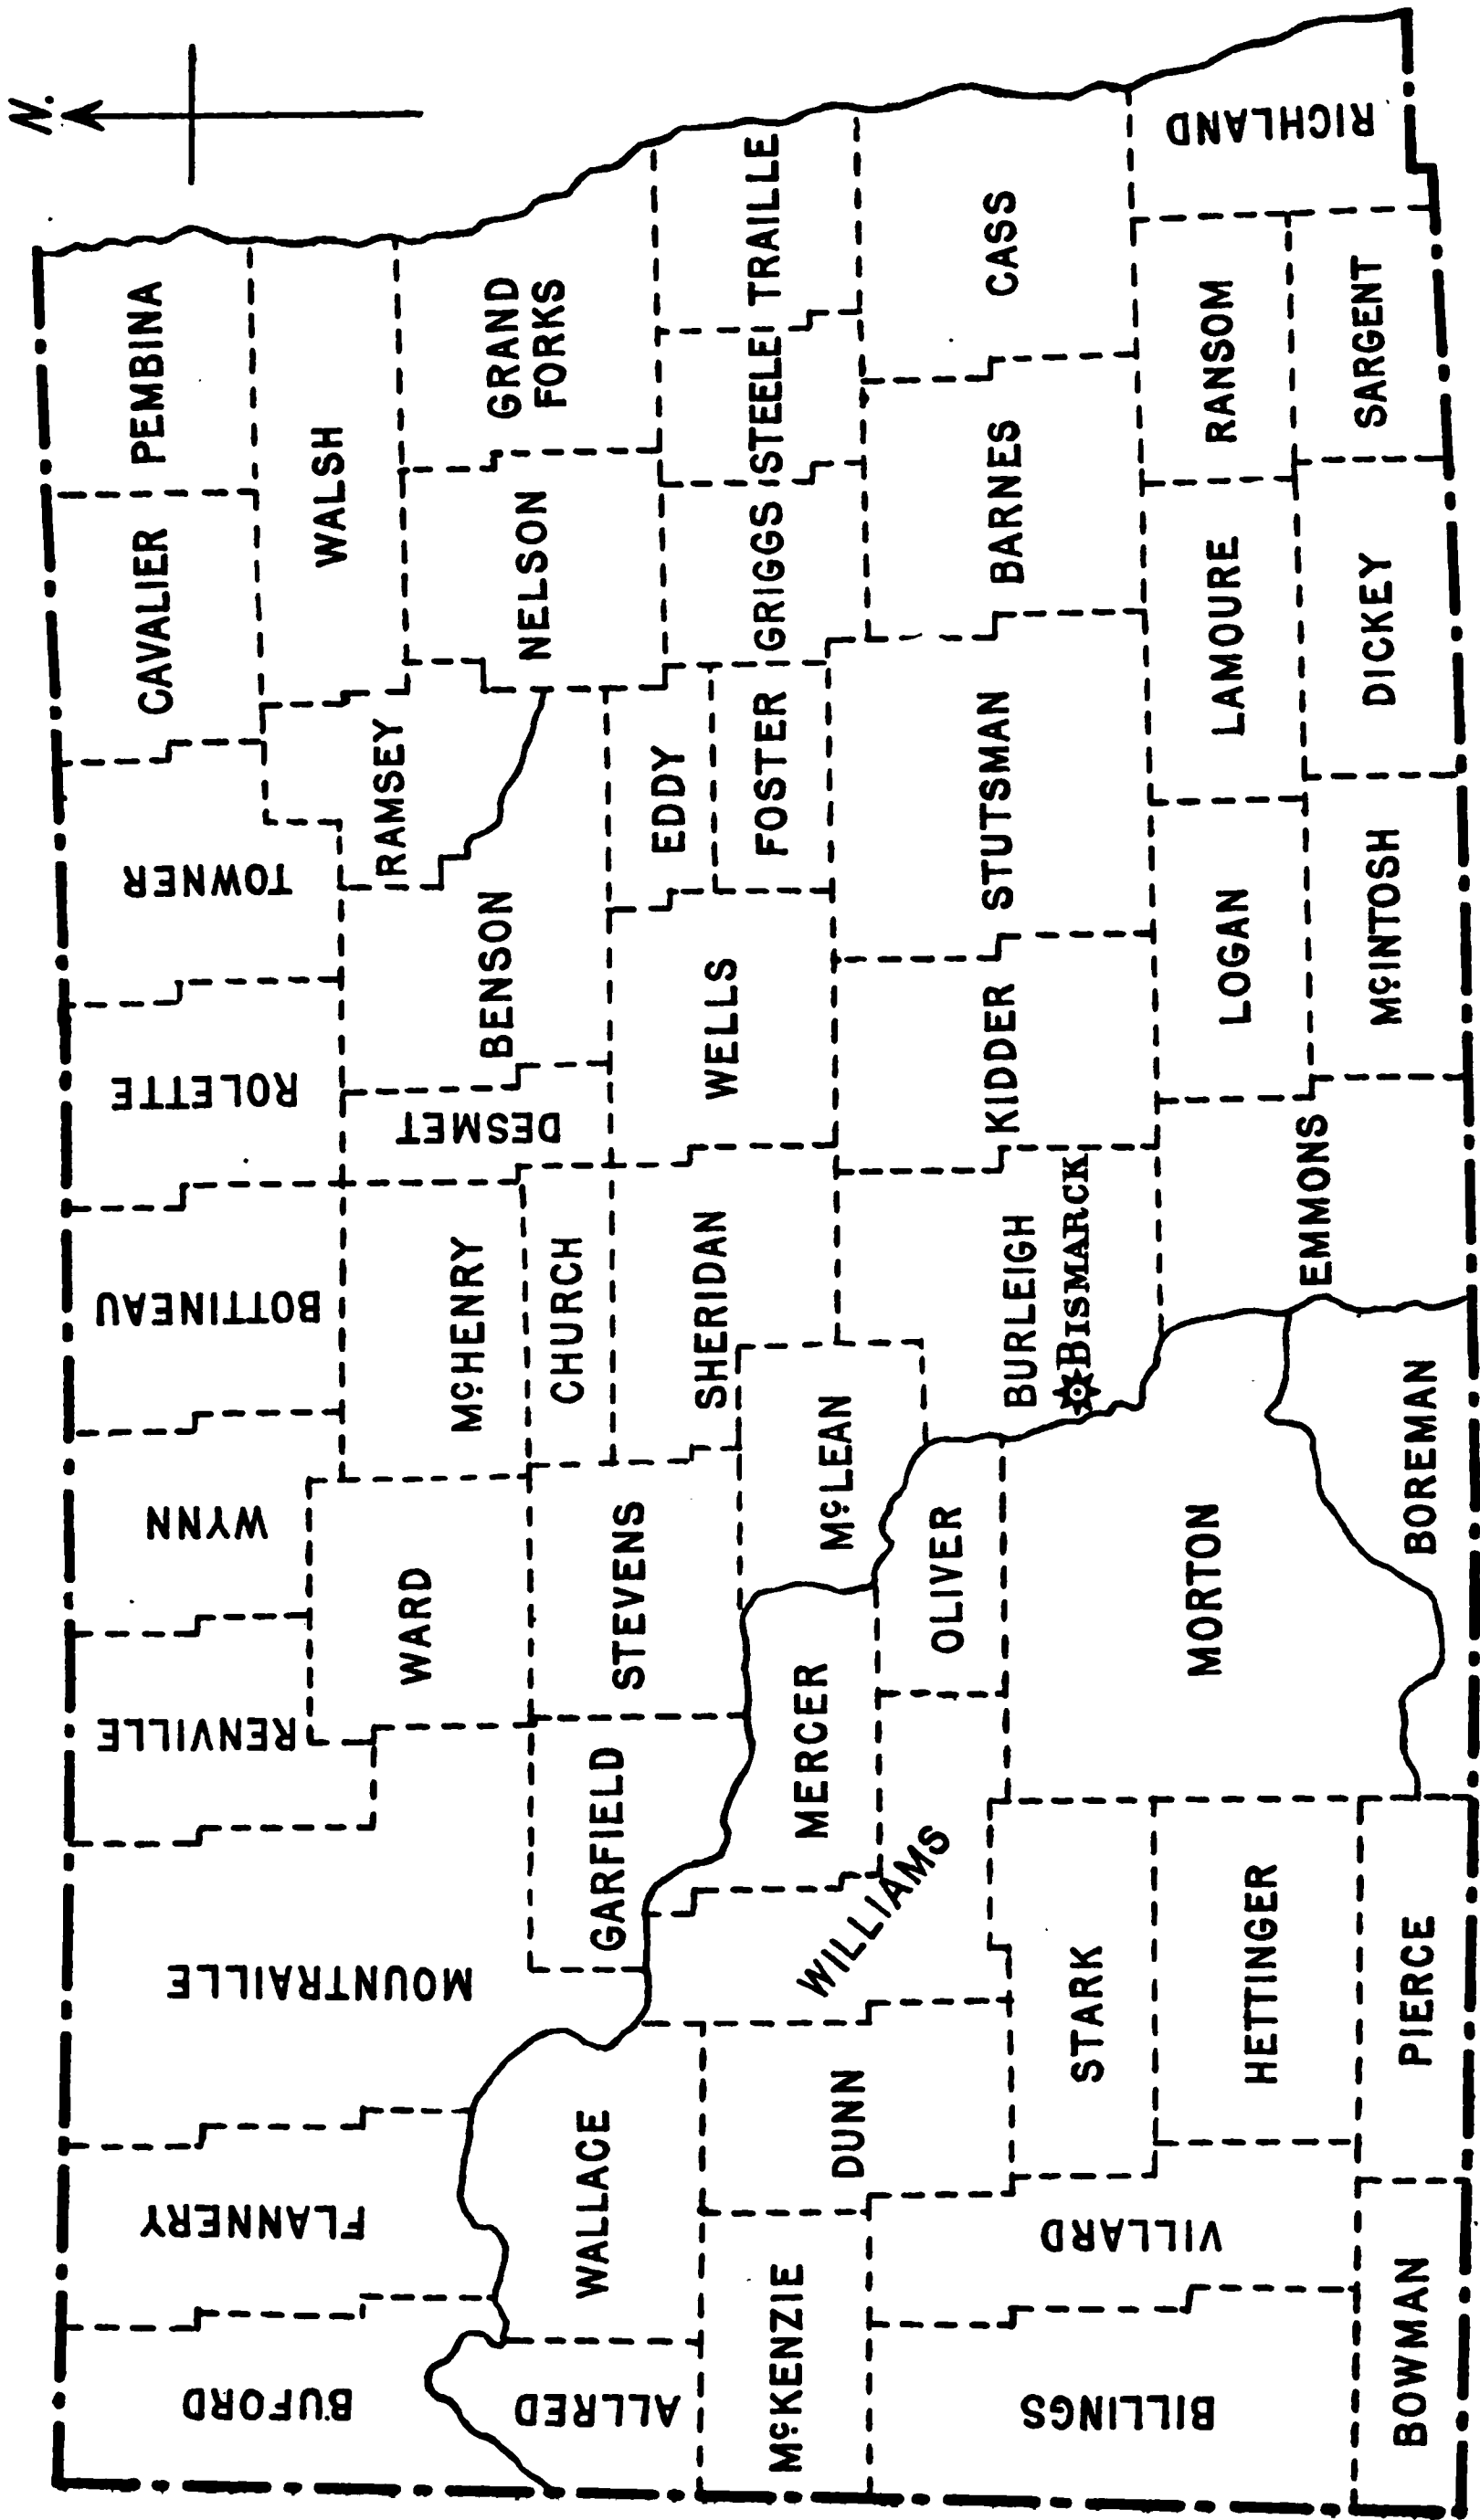 N.
BUFORD
FLANNERY
MOUNTRAILLE
RENVILLE
WYNN
BOTTINEAU
ROLETTE
TOWNER
CAVALIER
PEMBINA
WALSH
RAMSEY
WARD
McHENRY
DESMET
BENSON
NELSON
GRAND
FORKS
ALLRED
WALLACE
GARFIELD
STEVENS
CHURCH
SHERIDAN
WELLS
EDDY
FOSTER
GRIGGS
STEELE
TRAILLE
McKENZIE
DUNN
WILLIAMS
MERCER
McLEAN
OLIVER
BURLEIGH
BISMARCK
KIDDER
STUTSMAN
BARNES
CASS
BILLINGS
VILLARD
STARK
MORTON
HETTINGER
EMMONS
LOGAN
LAMOURE
RANSOM
RICHLAND
BOWMAN
PIERCE
BOREMAN
McINTOSH
DICKEY
SARGENT